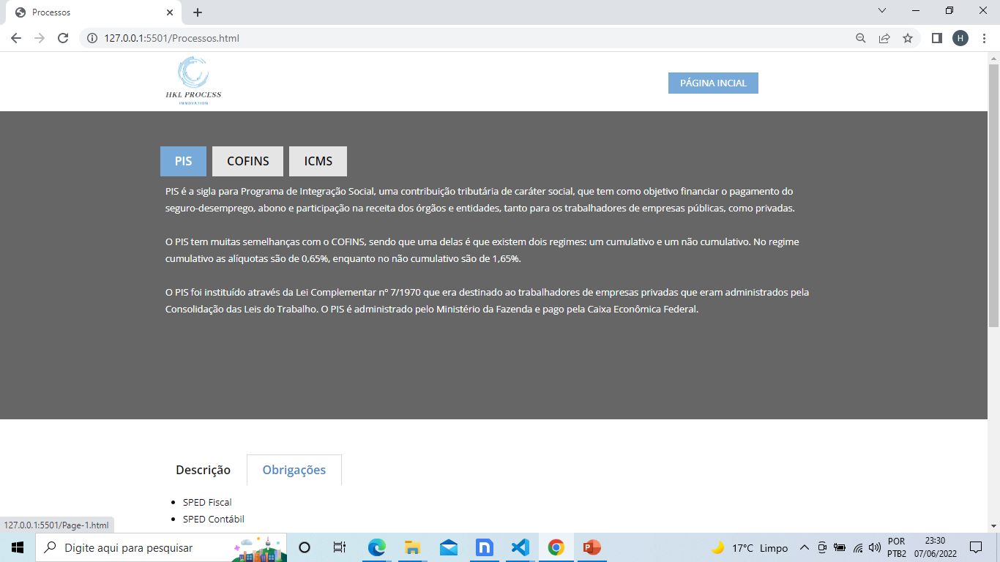 Processos
127.0.0.1:5501/Processos.html
H
HKL PROCESS
INNOVATION
PÁGINA INCIAL
PIS
COFINS
ICMS
PIS é a sigla para Programa de Integração Social, uma contribuição tributária de caráter social, que tem como objetivo financiar o pagamento do
seguro-desemprego, abono e participação na receita dos órgãos e entidades, tanto para os trabalhadores de empresas públicas, como privadas.
O PIS tem muitas semelhanças com o COFINS, sendo que uma delas é que existem dois regimes: um cumulativo e um não cumulativo. No regime
cumulativo as alíquotas são de 0,65%, enquanto no não cumulativo são de 1,65%.
O PIS foi instituído através da Lei Complementar nº 7/1970 que era destinado ao trabalhadores de empresas privadas que eram administrados pela
Consolidação das Leis do Trabalho. O PIS é administrado pelo Ministério da Fazenda e pago pela Caixa Econômica Federal.
Descrição
Obrigações
SPED Fiscal
SPED Contábil
127.0.0.1:5501/Page-1.html
Digite aqui para pesquisar
17°C Limpo
POR
PTB2
23:30
07/06/2022